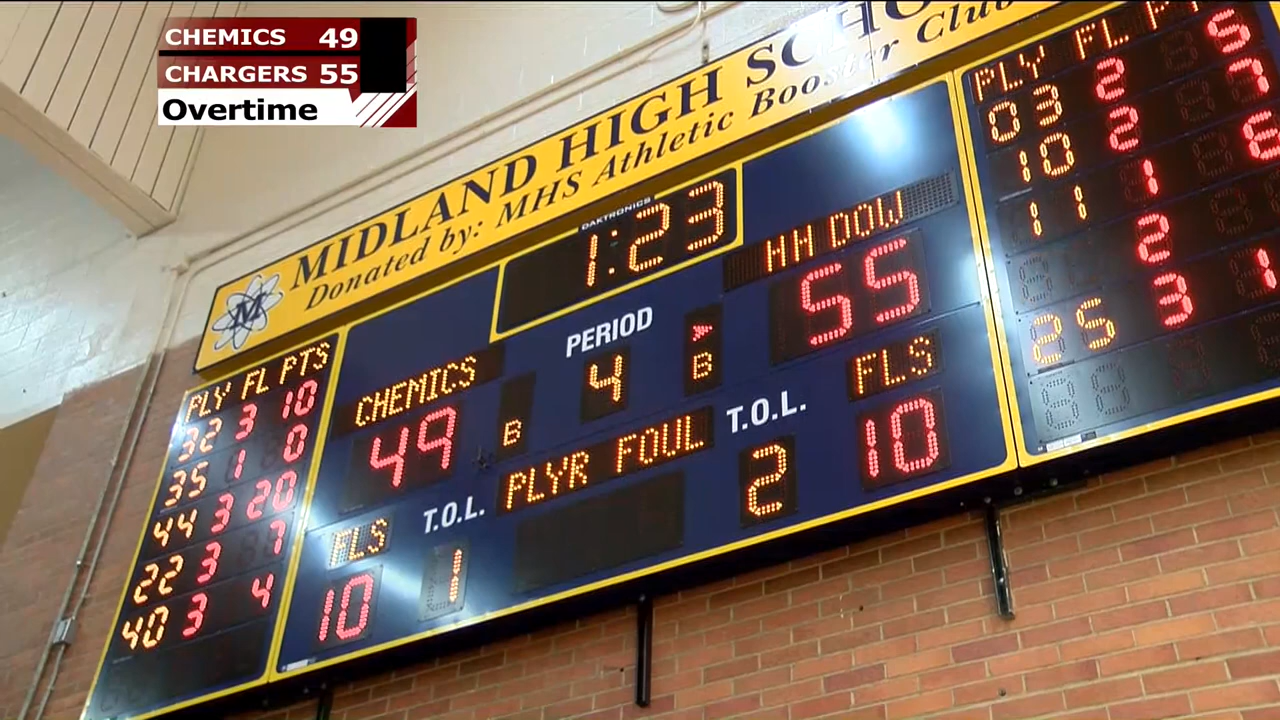 CHEMICS 49
CHARGERS 55
Overtime
MIDLAND HIGH SCHO
Donated by: MHS Athletic Booster Club
DAKTRONICS
1:23
M
PLY FL PTS
32 3 10
35 1 0
44 3 20
22 3 7
40 3 4
CHEMICS
49
B
FLS
10
T.O.L.
1
PERIOD
4
B
PLYR FOUL
HH DOW
55
T.O.L.
2
FLS
10
PLY FL
03 2 5
10 2 7
11 1
2
25 3 1